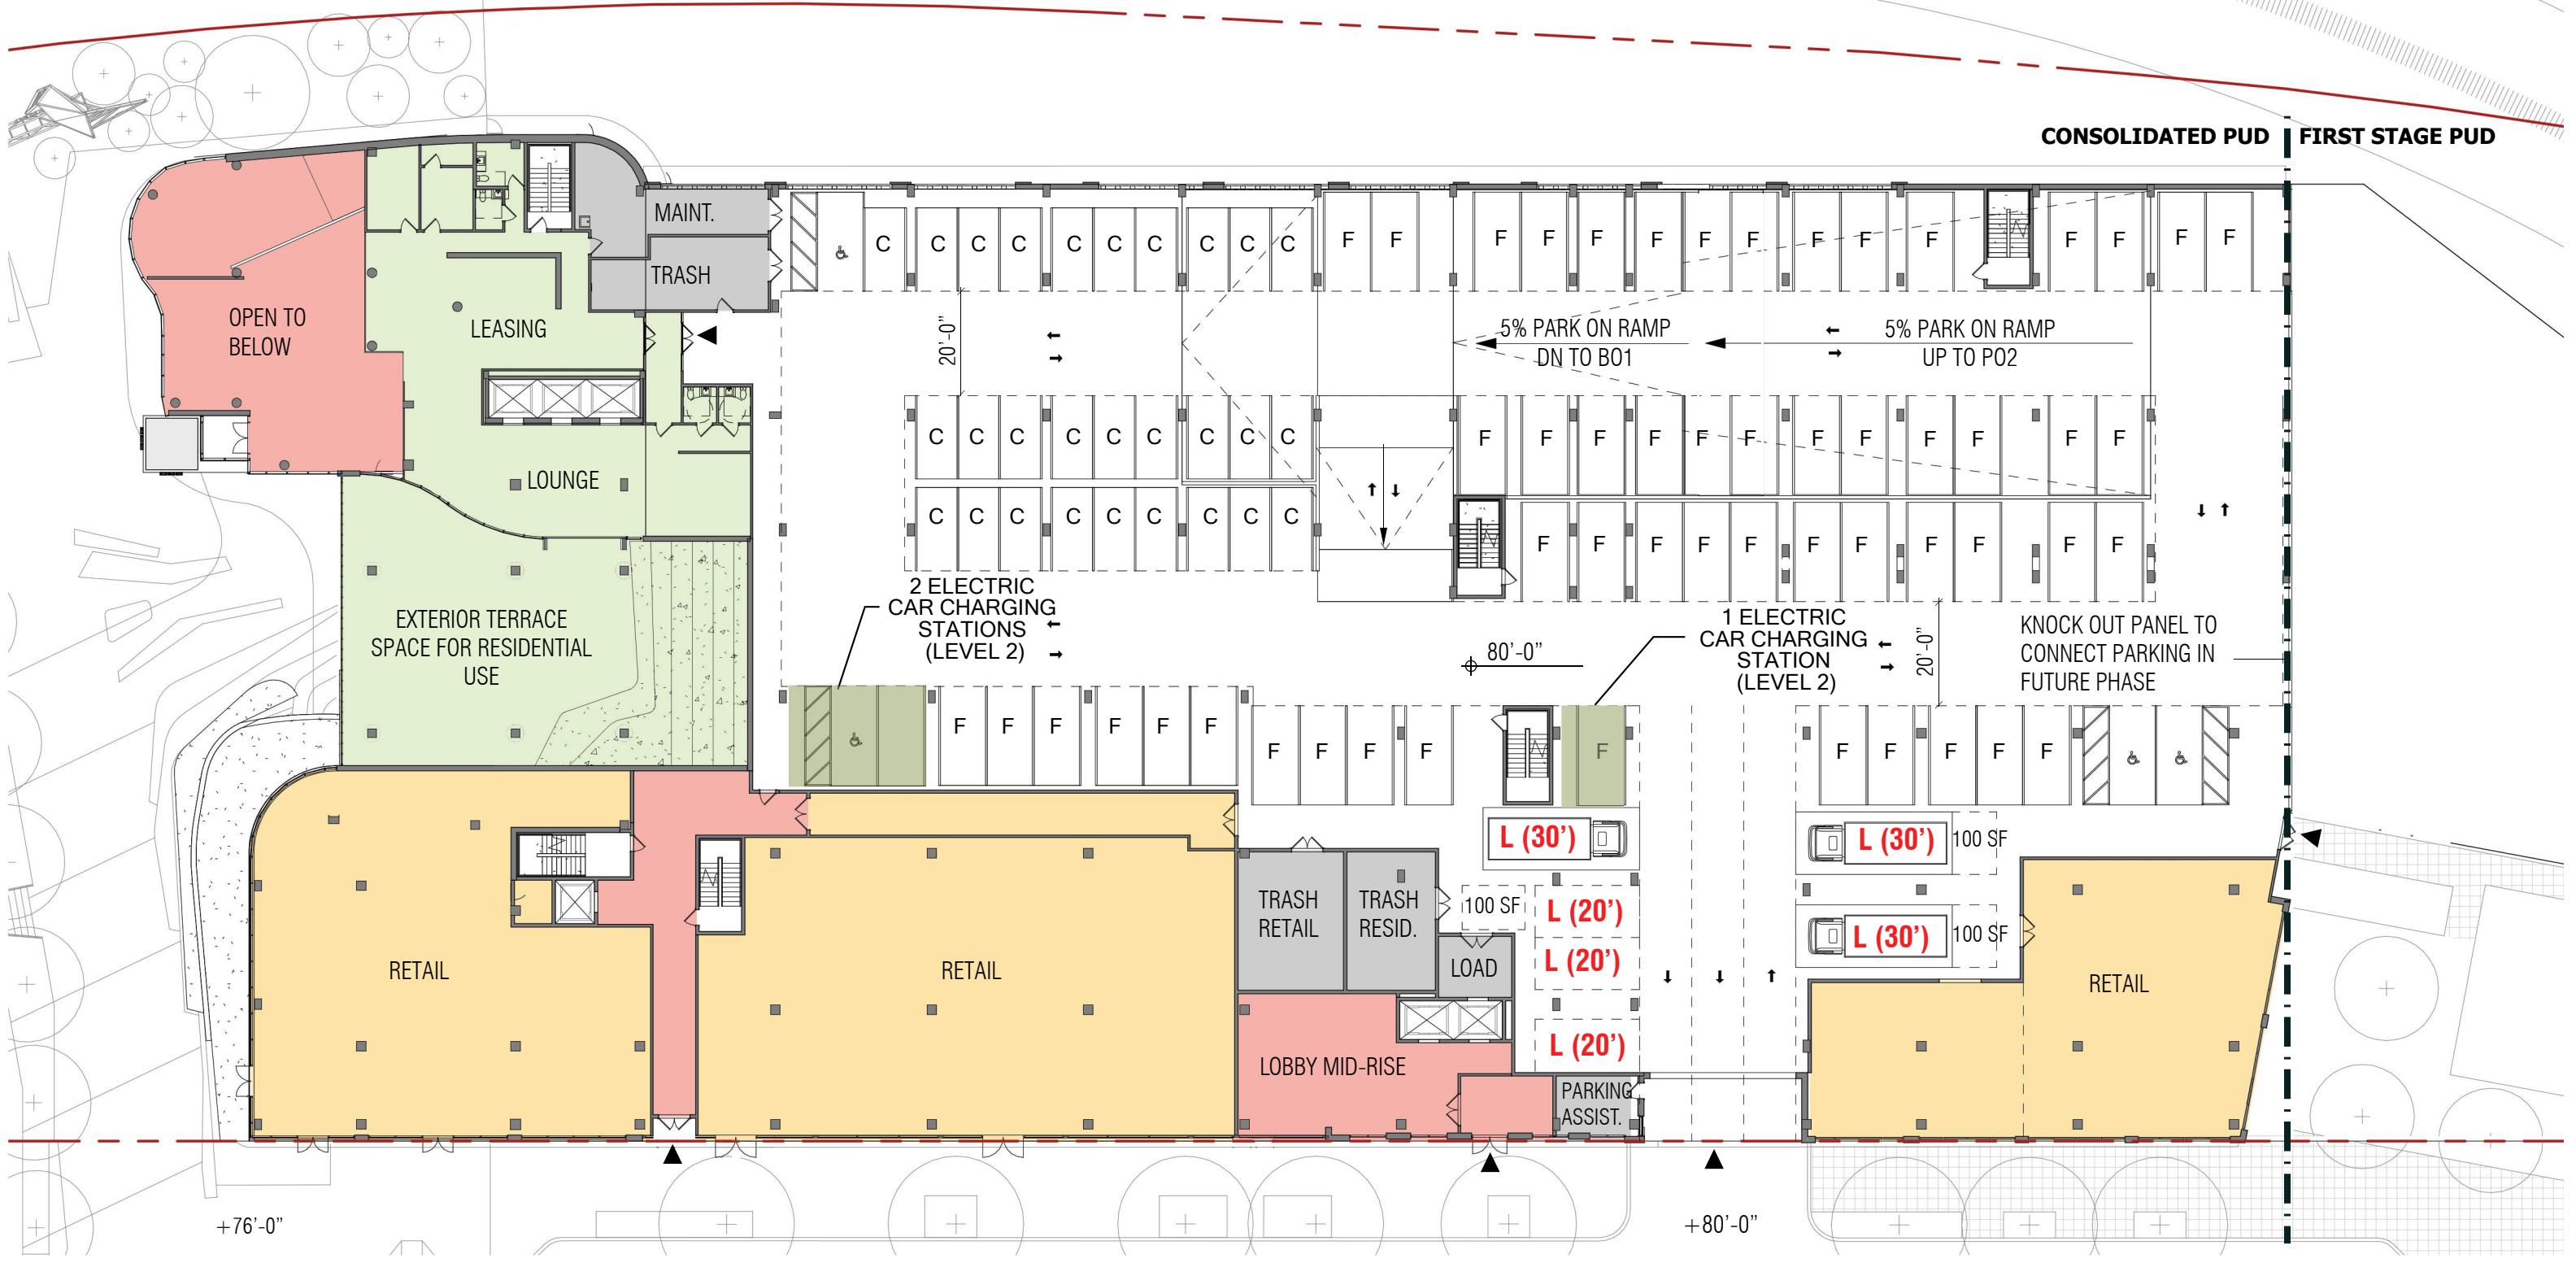 CONSOLIDATED PUD
FIRST STAGE PUD
MAINT.
TRASH
C C C C C C C C C C F F F F F F F F F F F F F F F
OPEN TO
BELOW
LEASING
20'-0"
5% PARK ON RAMP
DN TO B01
5% PARK ON RAMP
UP TO P02
C C C C C C C C C F F F F F F F F F F F F
LOUNGE
C C C C C C C C C F F F F F F F F F F F
2 ELECTRIC
CAR CHARGING
STATIONS
(LEVEL 2)
EXTERIOR TERRACE
SPACE FOR RESIDENTIAL
USE
1 ELECTRIC
CAR CHARGING
STATION
(LEVEL 2)
80'-0"
20'-0"
KNOCK OUT PANEL TO
CONNECT PARKING IN
FUTURE PHASE
F F F F F F
F F F F F F F F F F
L (30')
L (30') 100 SF
TRASH
RETAIL
TRASH
RESID.
100 SF
L (20')
L (30') 100 SF
L (20')
LOAD
RETAIL
RETAIL
RETAIL
L (20')
LOBBY MID-RISE
PARKING
ASSIST.
+76'-0"
+80'-0"